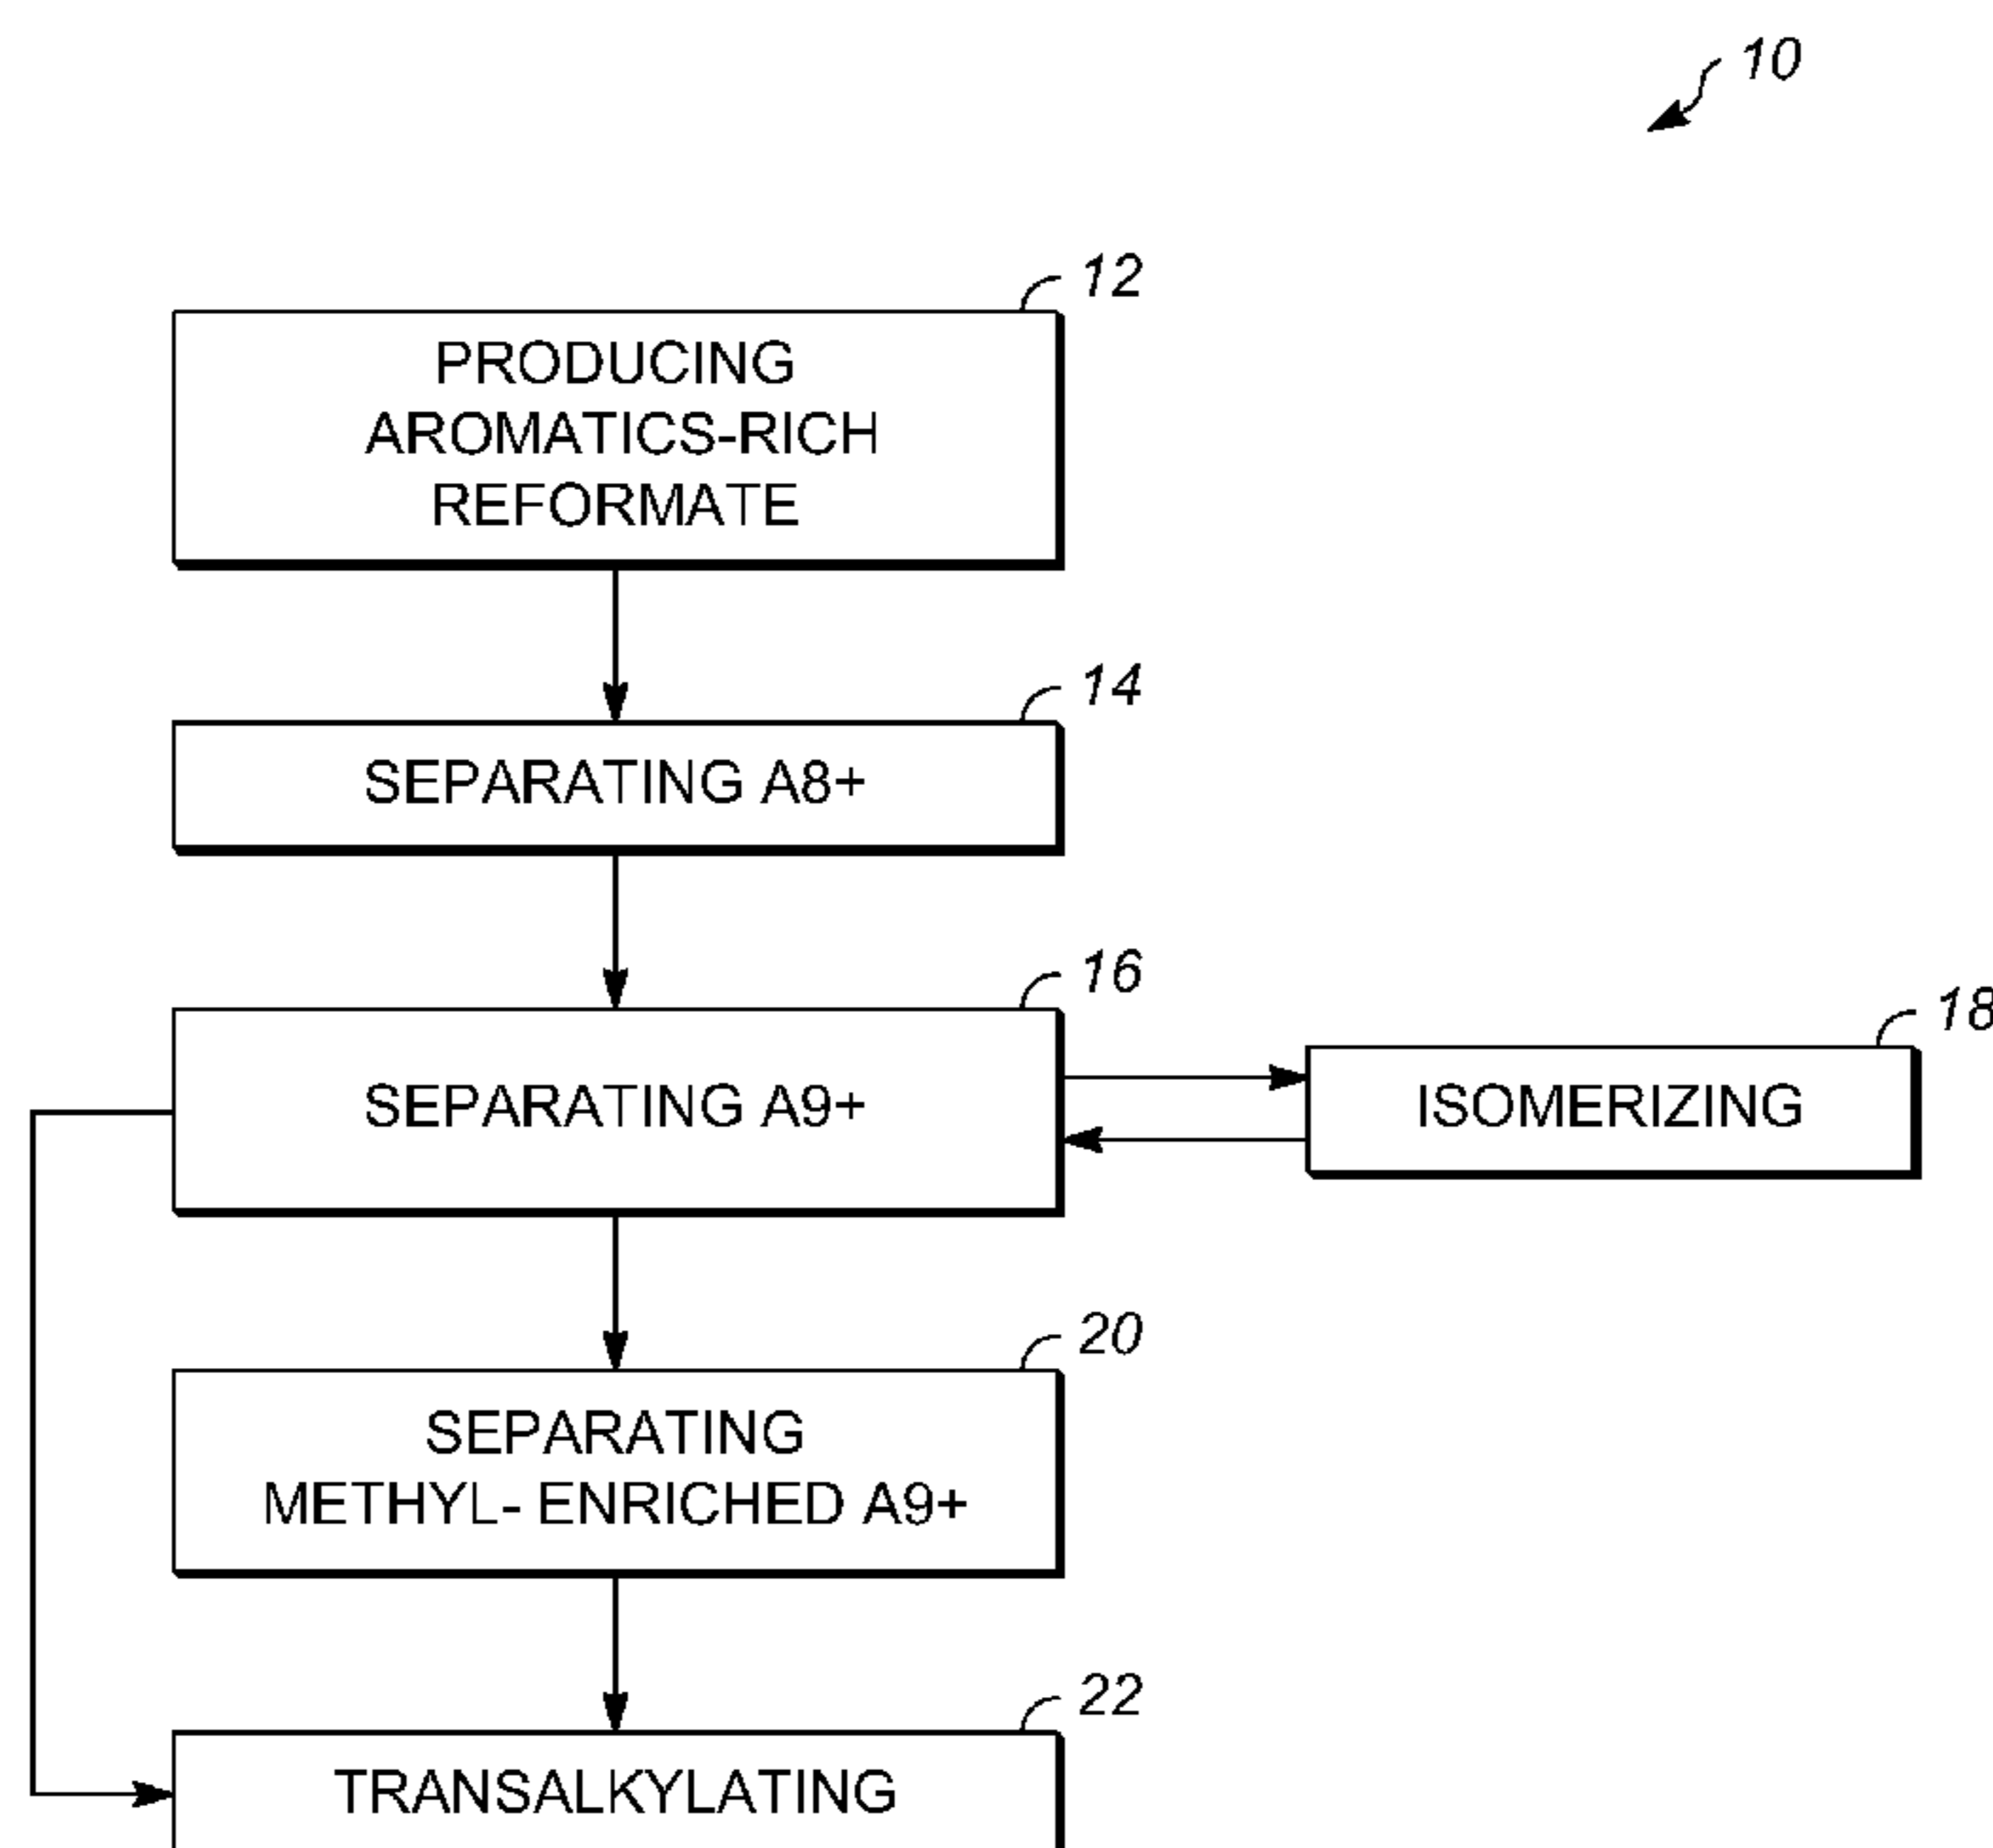 10
12
PRODUCING
AROMATICS-RICH
REFORMATE
14
SEPARATING A8+
16
SEPARATING A9+
18
ISOMERIZING
20
SEPARATING
METHYL- ENRICHED A9+
22
TRANSALKYLATING